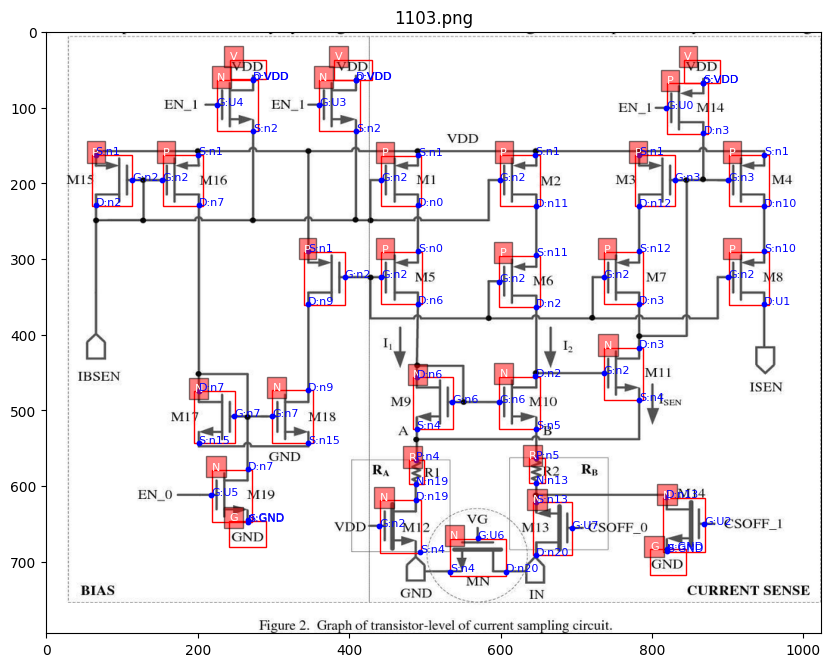 1103.png
0
100
200
300
400
500
600
700
0 200 400 600 800 1000
V VDD D:VDD
V VDD D:VDD
V VDD S:VDD
N EN_1 G:U4 S:n2
N EN_1 G:U3 S:n2
P EN_1 G:U0 M14 D:n3
VDD
P S:n1 M15 G:n2 D:n2
P S:n1 G:n2 M16 D:n7
P S:n1 G:n2 M1 D:n0
P S:n1 G:n2 M2 D:n11
P S:n1 M3 G:n3 D:n12
P S:n1 G:n3 M4 D:n10
P S:n1 G:n2 D:n9
P S:n0 G:n2 M5 D:n6
P S:n11 G:n2 M6 D:n2
P S:n12 G:n2 M7 D:n3
P S:n10 G:n2 M8 D:U1
I1
I2
IBSEN
ISEN
N D:n3 G:n2 M11 S:n4
ISEN
N D:n7 M17 G:n7 S:n15
N D:n9 G:n7 M18 S:n15
GND
N D:n6 M9 G:n6 S:n4
N D:n2 G:n6 M10 S:n5
A
B
N D:n7 EN_0 G:U5 M19
G GND
GND
RA
R P:n4 R1 N:n19
R P:n5 R2 N:n13
RB
N D:n19 VDD G:n2 M12 S:n4
N S:n13 M13 G:U7 CSOFF_0 D:n20
N D:n13 M14 G:U2 CSOFF_1
G S:GND
GND
VG
N G:U6
S:n4 MN D:n20
GND
IN
BIAS
CURRENT SENSE
Figure 2. Graph of transistor-level of current sampling circuit.